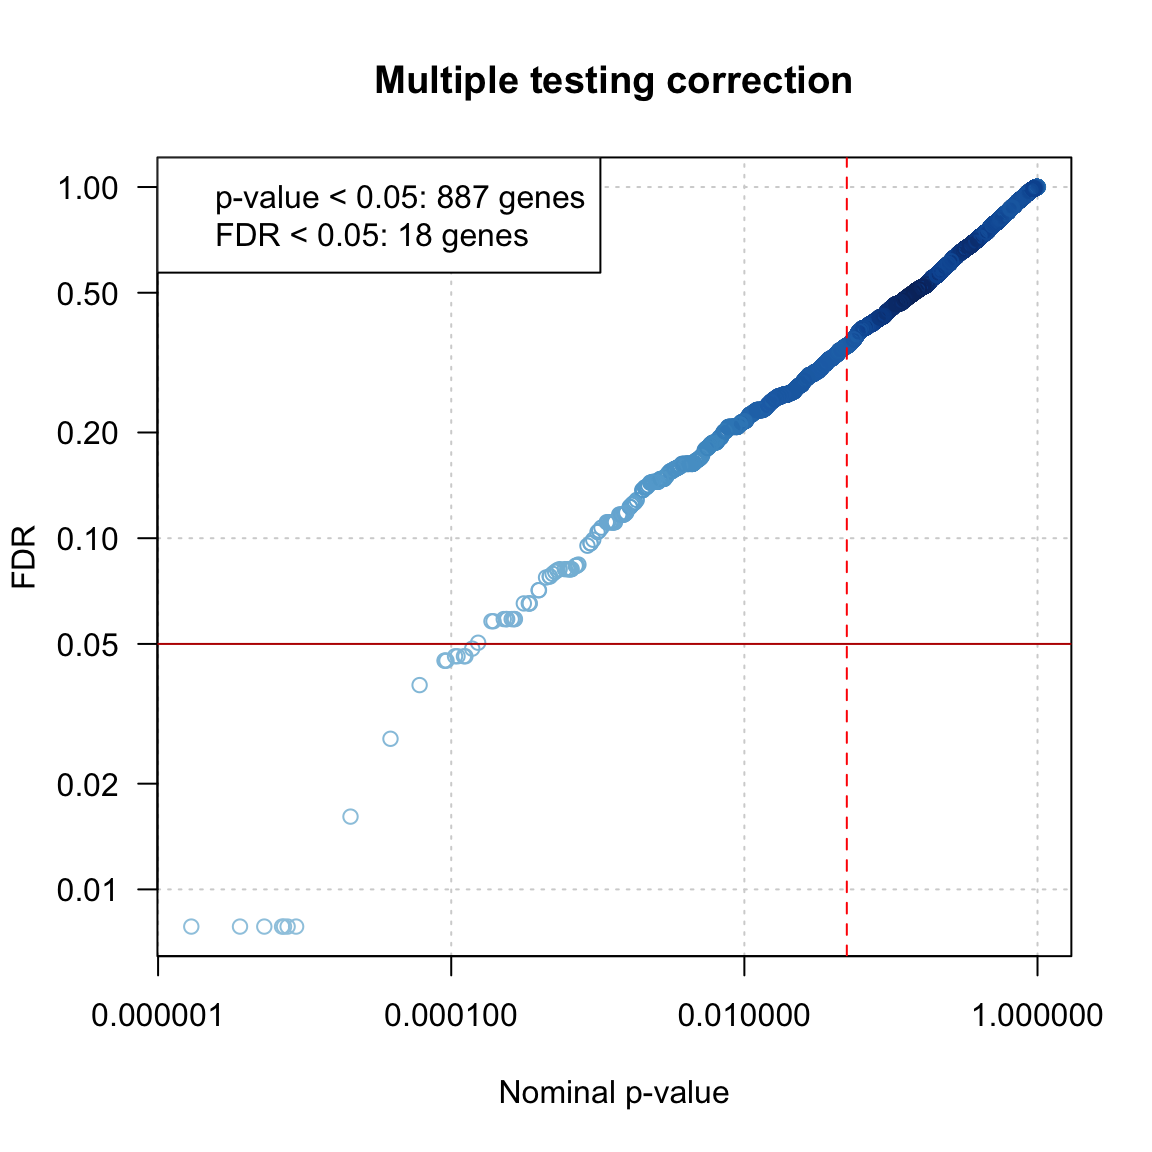 Multiple testing correction
p-value < 0.05: 887 genes
FDR < 0.05: 18 genes
1.00
0.50
0.20
0.10
0.05
0.02
0.01
FDR
0.000001 0.000100 0.010000 1.000000
Nominal p-value